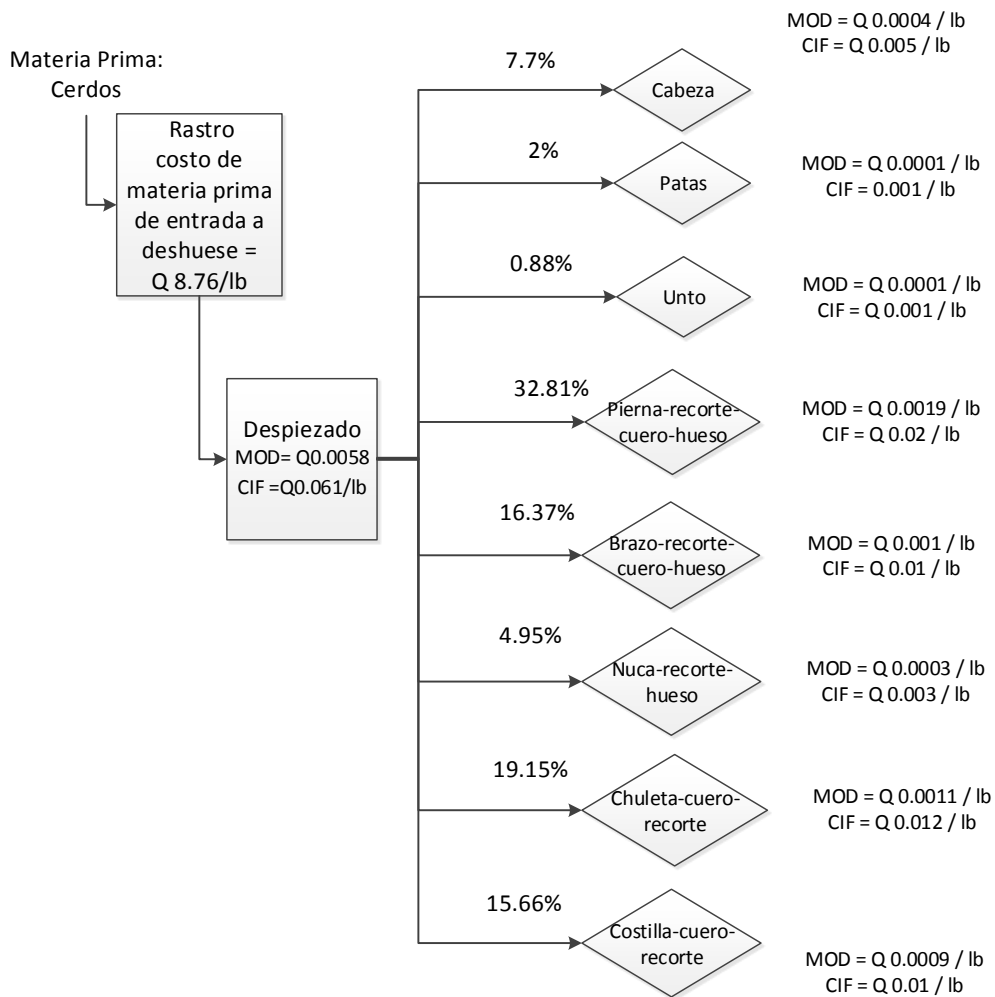 MOD = Q 0.0004 / lb
CIF = Q 0.005 / lb
Materia Prima:
Cerdos
7.7%
Cabeza
Rastro
costo de
materia prima
de entrada a
deshuese =
Q 8.76/lb
2%
Patas
MOD = Q 0.0001 / lb
CIF = 0.001 / lb
0.88%
Unto
MOD = Q 0.0001 / lb
CIF = Q 0.001 / lb
32.81%
Pierna-recorte-
cuero-hueso
MOD = Q 0.0019 / lb
CIF = Q 0.02 / lb
Despiezado
MOD= Q0.0058
CIF =Q0.061/lb
16.37%
Brazo-recorte-
cuero-hueso
MOD = Q 0.001 / lb
CIF = Q 0.01 / lb
4.95%
Nuca-recorte-
hueso
MOD = Q 0.0003 / lb
CIF = Q 0.003 / lb
19.15%
Chuleta-cuero-
recorte
MOD = Q 0.0011 / lb
CIF = Q 0.012 / lb
15.66%
Costilla-cuero-
recorte
MOD = Q 0.0009 / lb
CIF = Q 0.01 / lb